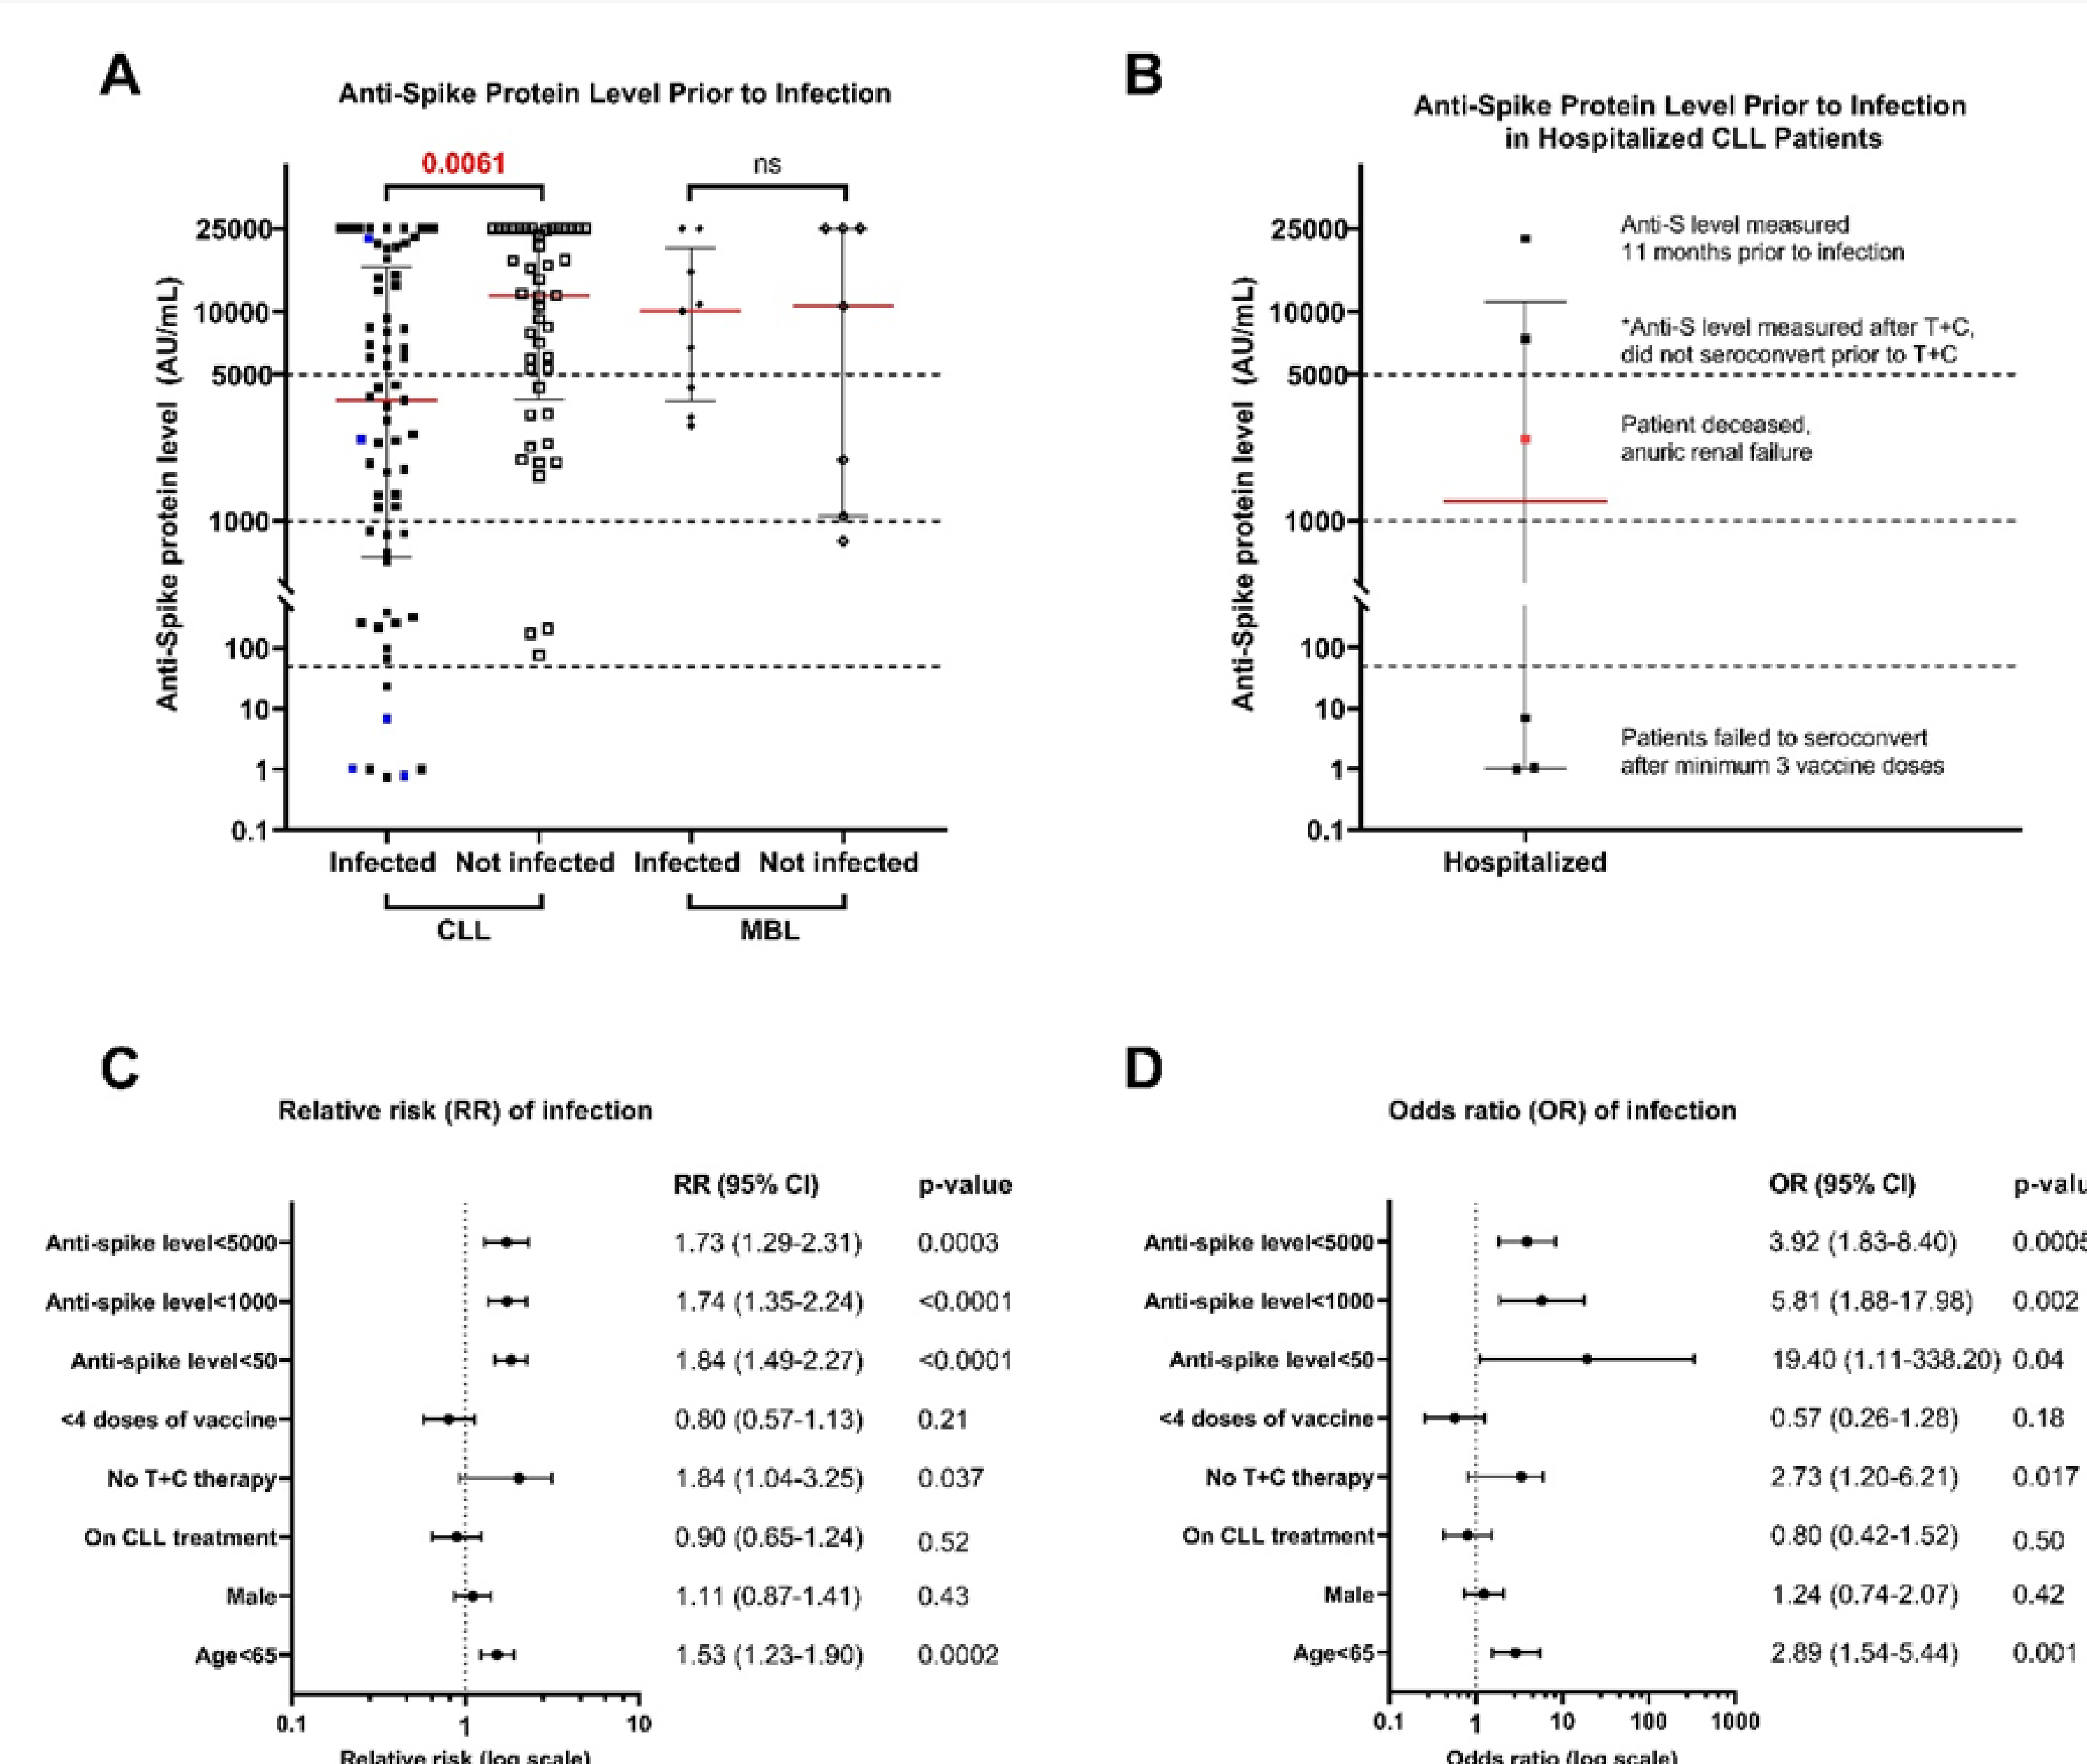 A
Anti-Spike Protein Level Prior to Infection
0.0061
ns
25000
10000
5000
1000
100
10
1
0.1
Anti-Spike protein level (AU/mL)
Infected Not infected Infected Not infected
CLL MBL
B
Anti-Spike Protein Level Prior to Infection
in Hospitalized CLL Patients
25000
10000
5000
1000
100
10
1
0.1
Anti-Spike protein level (AU/mL)
Anti-S level measured
11 months prior to infection
*Anti-S level measured after T+C,
did not seroconvert prior to T+C
Patient deceased,
anuric renal failure
Patients failed to seroconvert
after minimum 3 vaccine doses
Hospitalized
C
Relative risk (RR) of infection
RR (95% CI) p-value
Anti-spike level<5000 1.73 (1.29-2.31) 0.0003
Anti-spike level<1000 1.74 (1.35-2.24) <0.0001
Anti-spike level<50 1.84 (1.49-2.27) <0.0001
<4 doses of vaccine 0.80 (0.57-1.13) 0.21
No T+C therapy 1.84 (1.04-3.25) 0.037
On CLL treatment 0.90 (0.65-1.24) 0.52
Male 1.11 (0.87-1.41) 0.43
Age<65 1.53 (1.23-1.90) 0.0002
0.1 1 10
Relative risk (log scale)
D
Odds ratio (OR) of infection
OR (95% CI) p-valu
Anti-spike level<5000 3.92 (1.83-8.40) 0.0005
Anti-spike level<1000 5.81 (1.88-17.98) 0.002
Anti-spike level<50 19.40 (1.11-338.20) 0.04
<4 doses of vaccine 0.57 (0.26-1.28) 0.18
No T+C therapy 2.73 (1.20-6.21) 0.017
On CLL treatment 0.80 (0.42-1.52) 0.50
Male 1.24 (0.74-2.07) 0.42
Age<65 2.89 (1.54-5.44) 0.001
0.1 1 10 100 1000
Odds ratio (log scale)